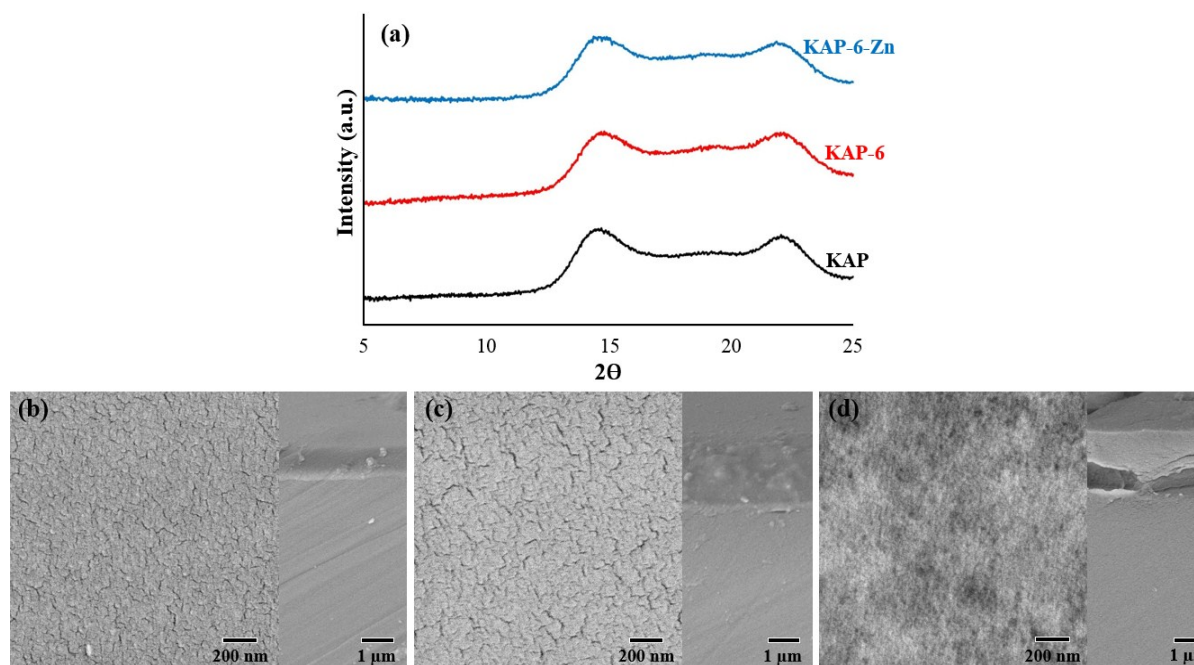 (a)
KAP-6-Zn
KAP-6
KAP
Intensity (a.u.)
5 10 15 20 25
2Θ
(b) (c) (d)
200 nm 1 µm 200 nm 1 µm 200 nm 1 µ